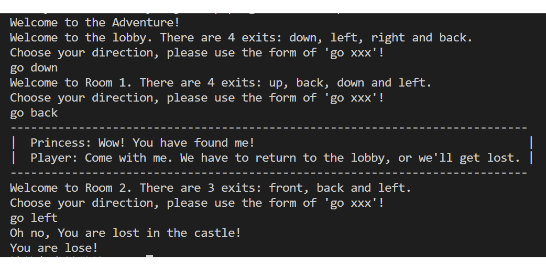 Welcome to the Adventure!
Welcome to the lobby. There are 4 exits: down, left, right and back.
Choose your direction, please use the form of 'go xxx'!
go down
Welcome to Room 1. There are 4 exits: up, back, down and left.
Choose your direction, please use the form of 'go xxx'!
go back
--------------------------------------------------------------------------
|  Princess: Wow! You have found me!                                       |
|  Player: Come with me. We have to return to the lobby, or we'll get lost. |
--------------------------------------------------------------------------
Welcome to Room 2. There are 3 exits: front, back and left.
Choose your direction, please use the form of 'go xxx'!
go left
Oh no, You are lost in the castle!
You are lose!